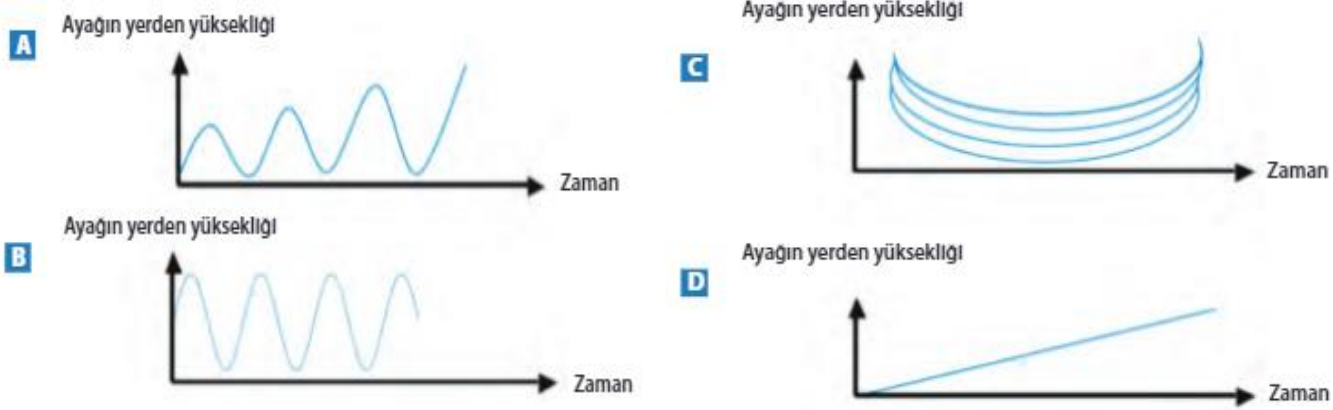 A
Ayağın yerden yüksekliği
Zaman
B
Ayağın yerden yüksekliği
Zaman
C
Ayağın yerden yüksekliği
Zaman
D
Ayağın yerden yüksekliği
Zaman